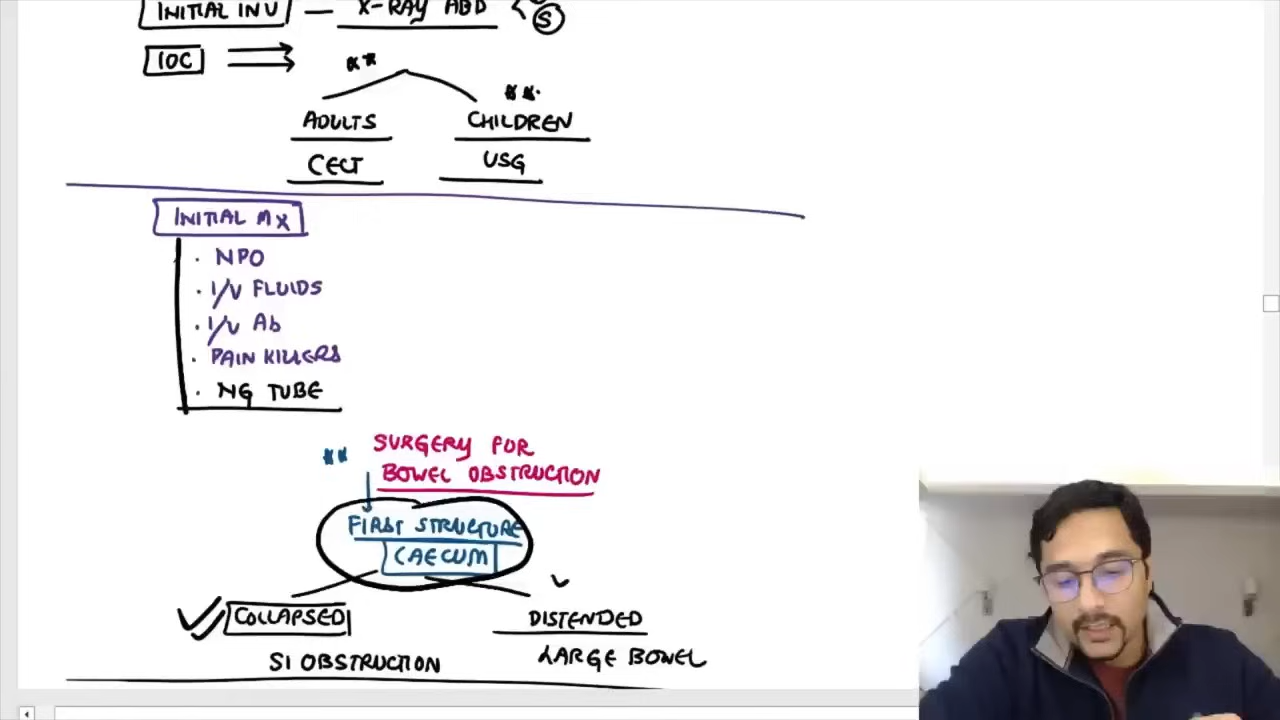 INITIAL INV — X-RAY ABD < S
IOC ⇒ **
**
ADULTS CHILDREN
CECT USG
INITIAL MX
· NPO
· I/V FLUIDS
· I/V Ab
· PAIN KILLERS
· NG TUBE
** SURGERY FOR
BOWEL OBSTRUCTION
FIRST STRUCTURE
CAECUM
COLLAPSED DISTENDED
SI OBSTRUCTION LARGE BOWEL